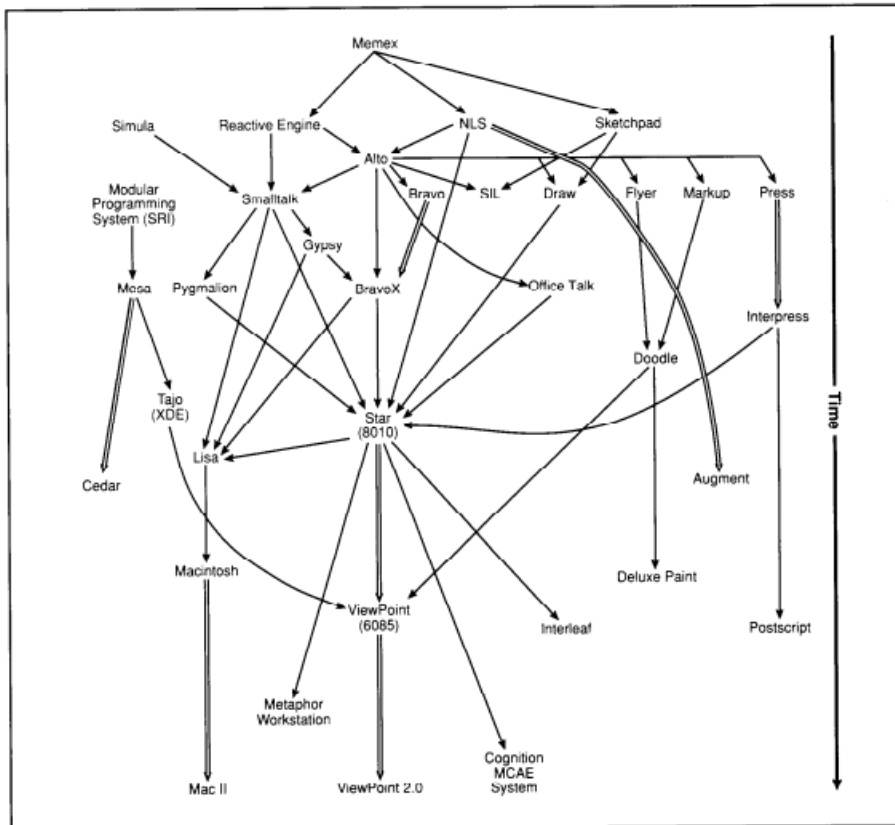 Memex
Simula
Reactive Engine
NLS
Sketchpad
Alto
Modular
Programming
System (SRI)
Smalltalk
Bravo
SIL
Draw
Flyer
Markup
Press
Gypsy
Mesa
Pygmalion
BravoX
Office Talk
Interpress
Doodle
Tajo
(XDE)
Star
(8010)
Time
Lisa
Cedar
Augment
Macintosh
Deluxe Paint
ViewPoint
(6085)
Interleaf
Postscript
Metaphor
Workstation
Cognition
MCAE
System
Mac II
ViewPoint 2.0